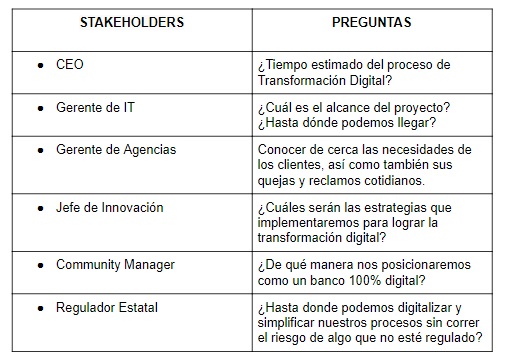 STAKEHOLDERS PREGUNTAS
● CEO ¿Tiempo estimado del proceso de
Transformación Digital?
● Gerente de IT ¿Cuál es el alcance del proyecto?
¿Hasta dónde podemos llegar?
● Gerente de Agencias Conocer de cerca las necesidades de
los clientes, así como también sus
quejas y reclamos cotidianos.
● Jefe de Innovación ¿Cuáles serán las estrategias que
implementaremos para lograr la
transformación digital?
● Community Manager ¿De qué manera nos posicionaremos
como un banco 100% digital?
● Regulador Estatal ¿Hasta donde podemos digitalizar y
simplificar nuestros procesos sin correr
el riesgo de algo que no esté regulado?